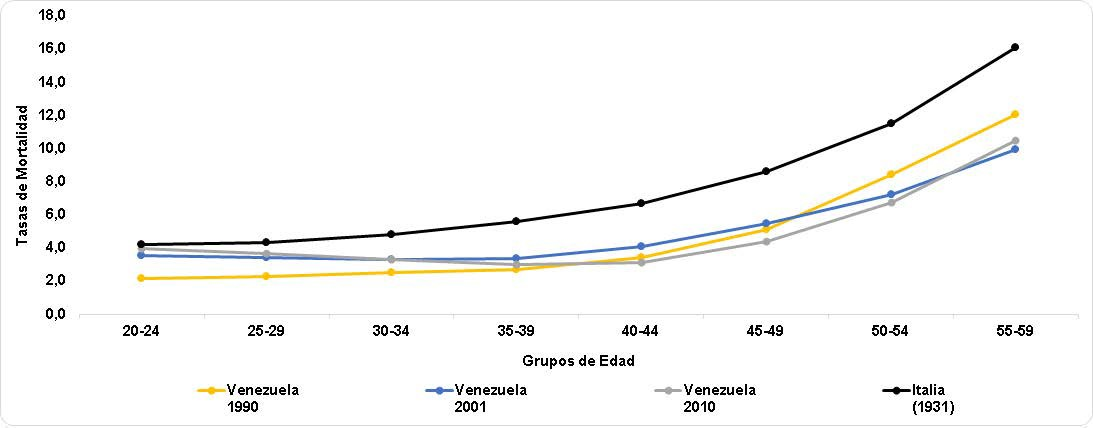 18,0
16,0
14,0
12,0
10,0
8,0
6,0
4,0
2,0
0,0
Tasas de Mortalidad
20-24 25-29 30-34 35-39 40-44 45-49 50-54 55-59
Grupos de Edad
Venezuela Venezuela Venezuela Italia
1990 2001 2010 (1931)